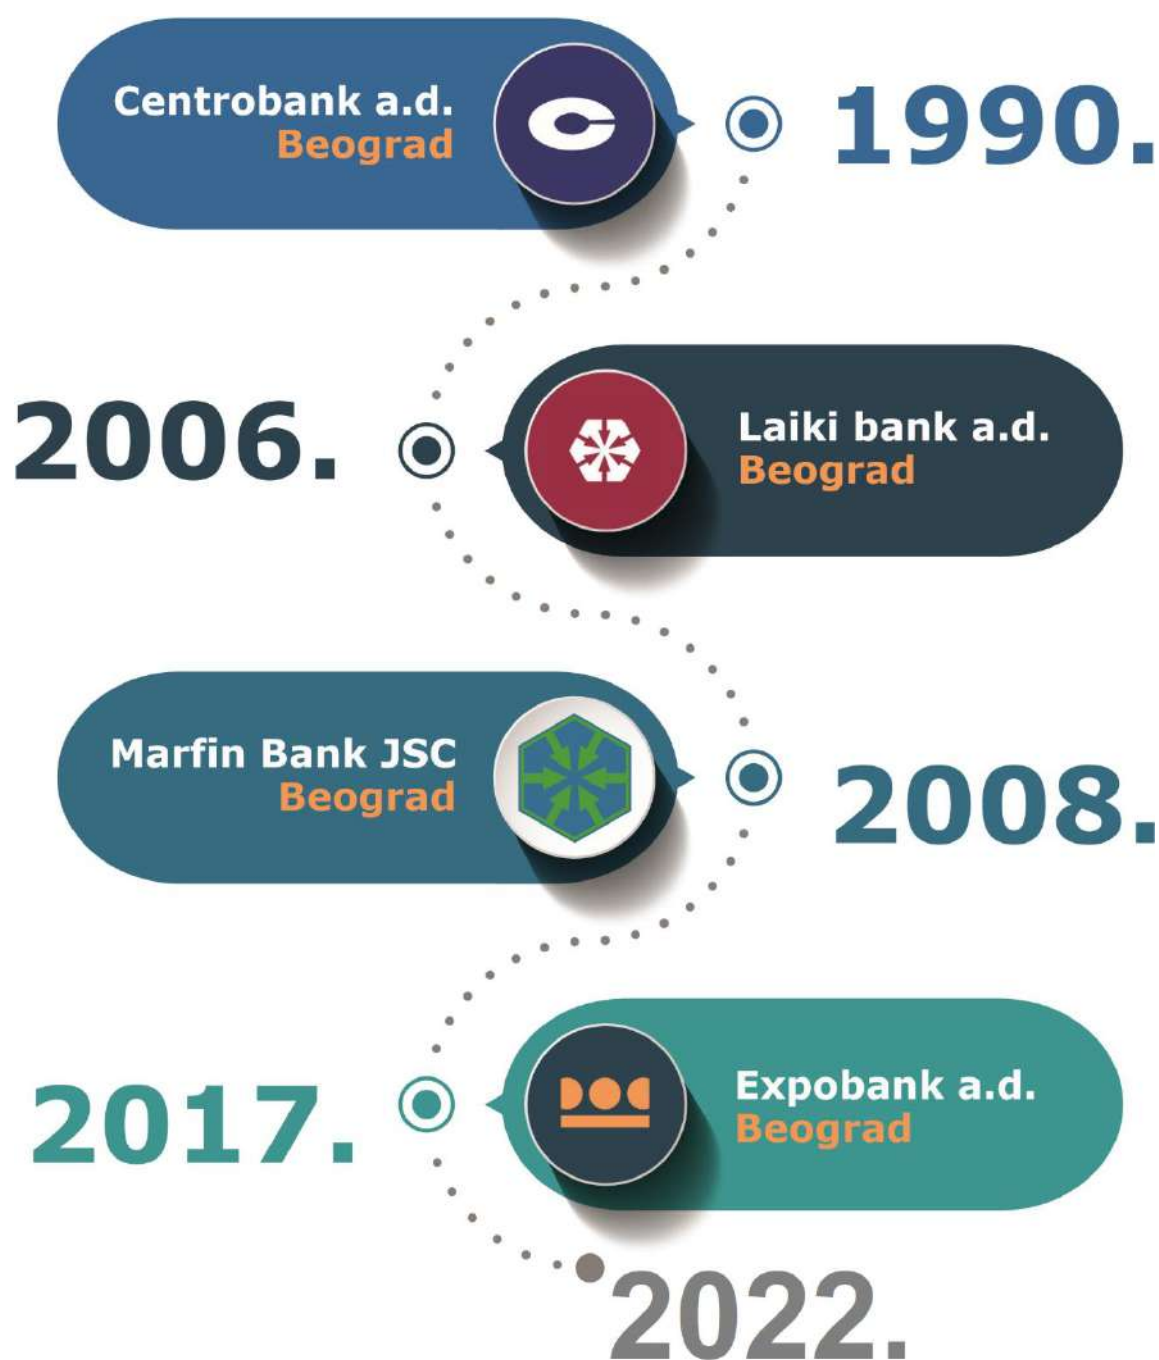 Centrobank a.d.
Beograd
1990.
2006.
Laiki bank a.d.
Beograd
Marfin Bank JSC
Beograd
2008.
2017.
Expobank a.d.
Beograd
2022.